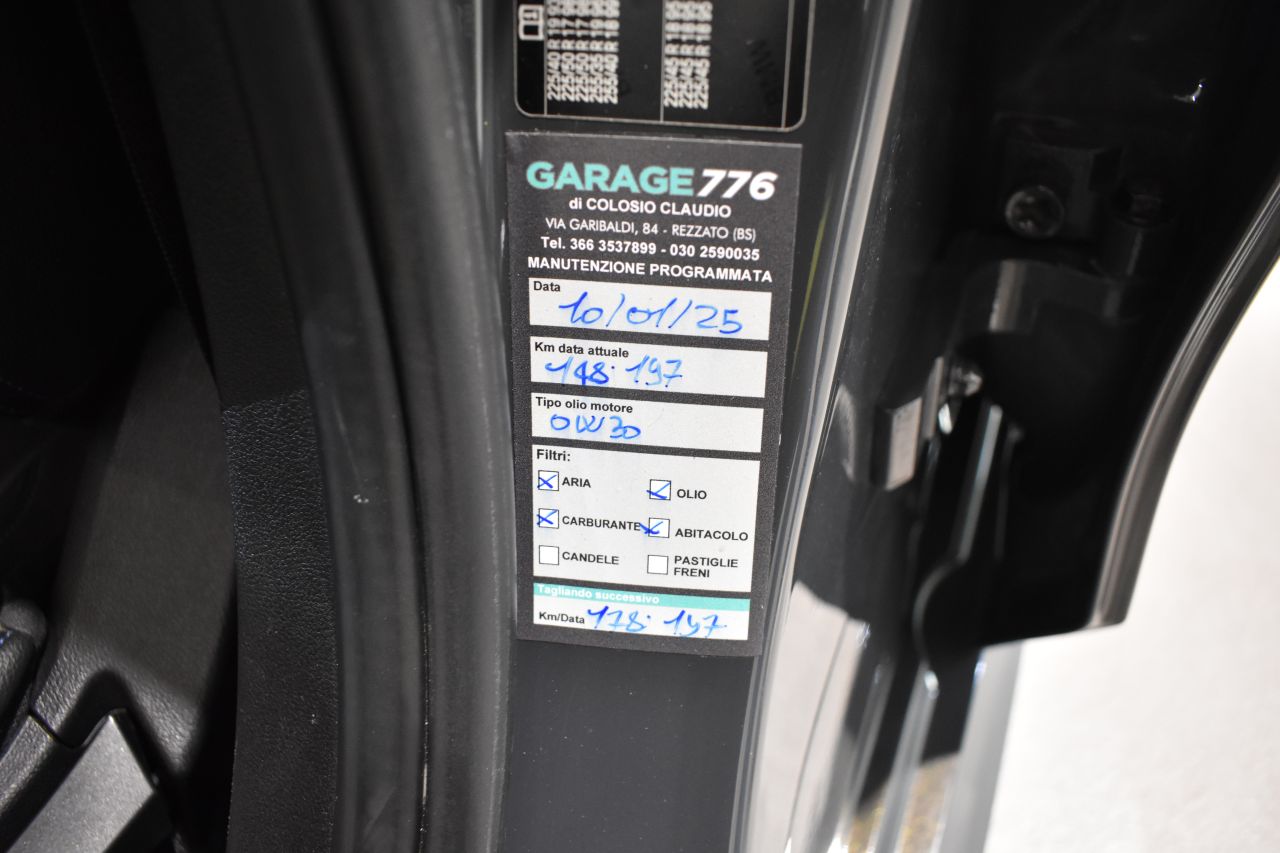 GARAGE776
di COLOSIO CLAUDIO
VIA GARIBALDI, 84 - REZZATO (BS)
Tel. 366 3537899 - 030 2590035
MANUTENZIONE PROGRAMMATA
Data
10/01/25
Km data attuale
148.197
Tipo olio motore
0W30
Filtri:
ARIA OLIO
CARBURANTE ABITACOLO
CANDELE PASTIGLIE FRENI
Tagliando successivo
Km/Data 178.197